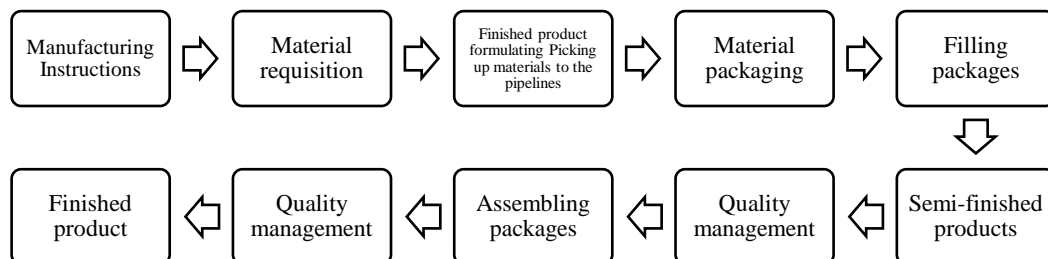 Manufacturing
Instructions
Material
requisition
Finished product
formulating Picking
up materials to the
pipelines
Material
packaging
Filling
packages
Semi-finished
products
Quality
management
Assembling
packages
Quality
management
Finished
product